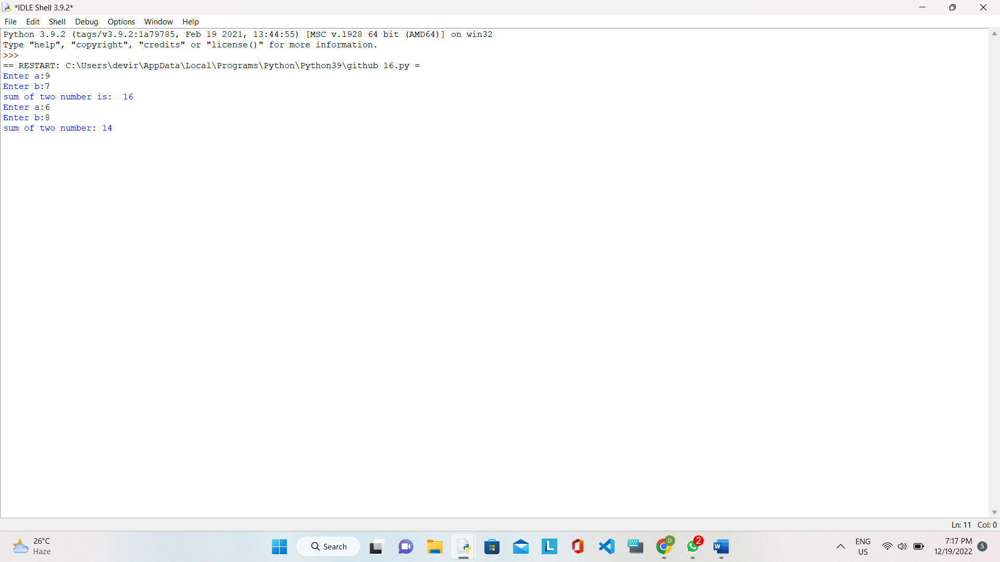 *IDLE Shell 3.9.2*
File Edit Shell Debug Options Window Help
Python 3.9.2 (tags/v3.9.2:1a79785, Feb 19 2021, 13:44:55) [MSC v.1928 64 bit (AMD64)] on win32
Type "help", "copyright", "credits" or "license()" for more information.
>>>
== RESTART: C:\Users\devir\AppData\Local\Programs\Python\Python39\github 16.py =
Enter a:9
Enter b:7
sum of two number is:  16
Enter a:6
Enter b:8
sum of two number: 14
Ln: 11 Col: 0
26°C
Haze
Search
L
D
2
W
ENG
US
7:17 PM
12/19/2022
5